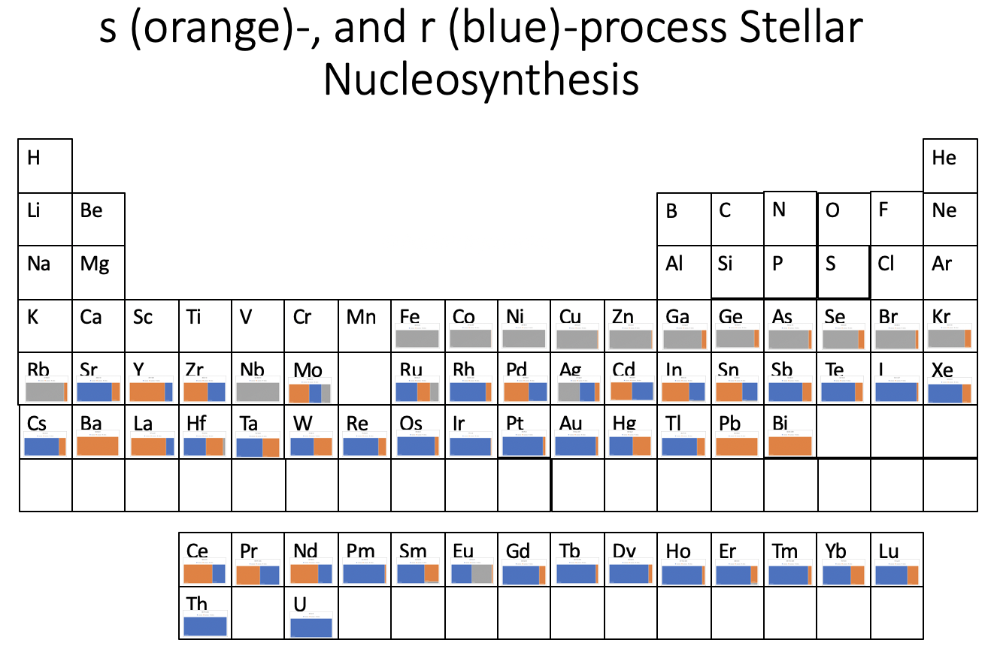 s (orange)-, and r (blue)-process Stellar
Nucleosynthesis
H He
Li Be B C N O F Ne
Na Mg Al Si P S Cl Ar
K Ca Sc Ti V Cr Mn Fe Co Ni Cu Zn Ga Ge As Se Br Kr
Rb Sr Y Zr Nb Mo Ru Rh Pd Ag Cd In Sn Sb Te I Xe
Cs Ba La Hf Ta W Re Os Ir Pt Au Hg Tl Pb Bi
Ce Pr Nd Pm Sm Eu Gd Tb Dy Ho Er Tm Yb Lu
Th U